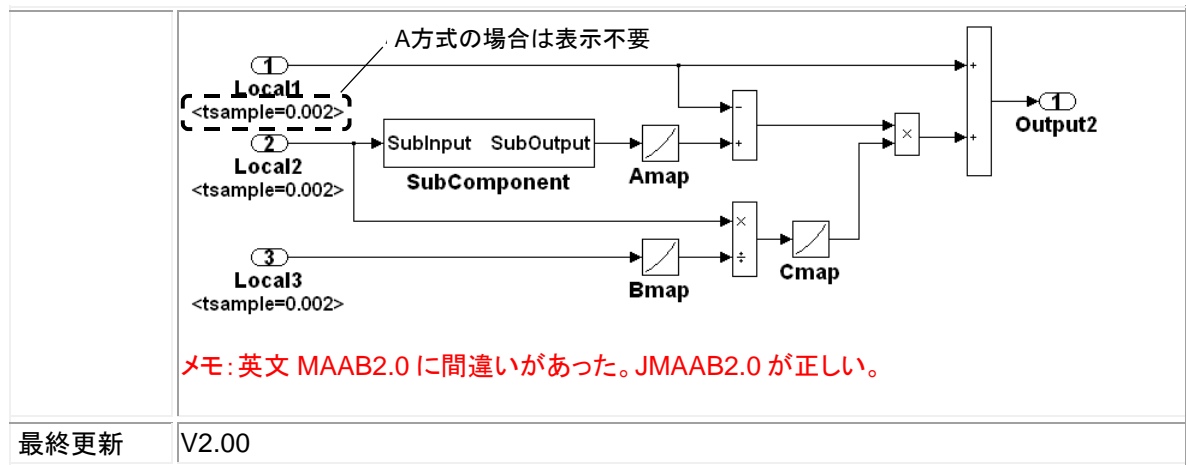 A方式の場合は表示不要
1
Local1
<tsample=0.002>
2
Local2
<tsample=0.002>
SubInput SubOutput
SubComponent
Amap
-
+
×
+
+
1
Output2
×
÷
3
Local3
<tsample=0.002>
Bmap
Cmap
メモ：英文 MAAB2.0 に間違いがあった。JMAAB2.0 が正しい。
最終更新 V2.00